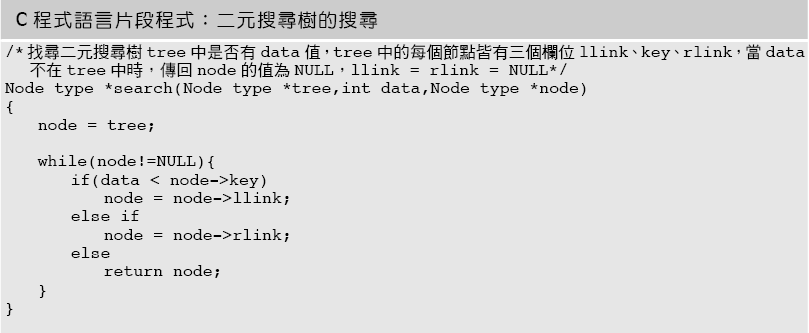 C 程式語言片段程式：二元搜尋樹的搜尋
/* 找尋二元搜尋樹 tree 中是否有 data 值，tree 中的每個節點皆有三個欄位 llink、key、rlink，當 data
不在 tree 中時，傳回 node 的值為 NULL，llink = rlink = NULL*/
Node type *search(Node type *tree,int data,Node type *node)
{
node = tree;
while(node!=NULL){
if(data < node->key)
node = node->llink;
else if
node = node->rlink;
else
return node;
}
}